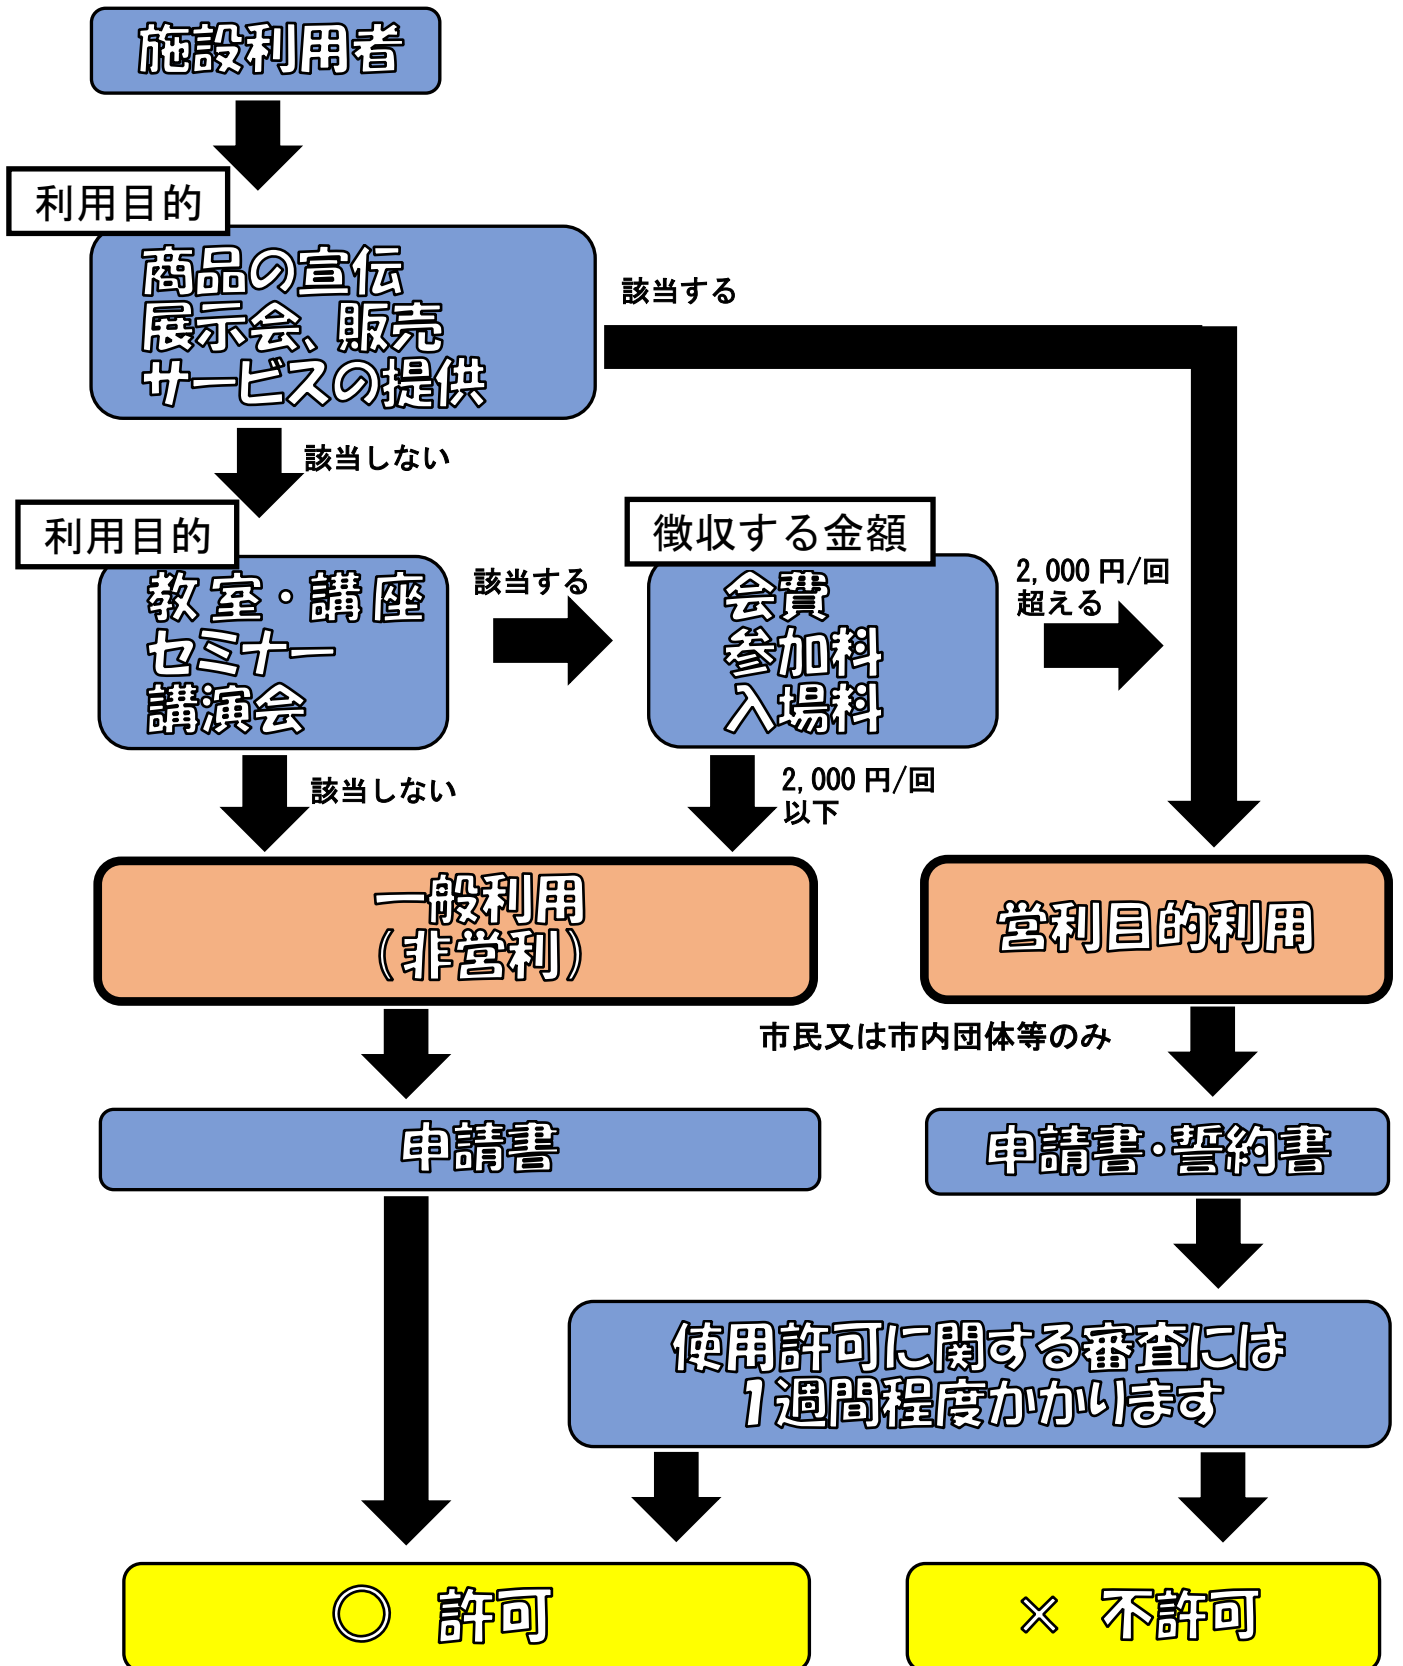 施設利用者
利用目的
商品の宣伝
展示会、販売
サービスの提供
該当する
該当しない
利用目的
教室・講座
セミナー
講演会
該当する
徴収する金額
会費
参加料
入場料
2,000円/回
超える
該当しない
2,000円/回
以下
一般利用
（非営利）
営利目的利用
市民又は市内団体等のみ
申請書
申請書・誓約書
使用許可に関する審査には
1週間程度かかります
○　許可
×　不許可